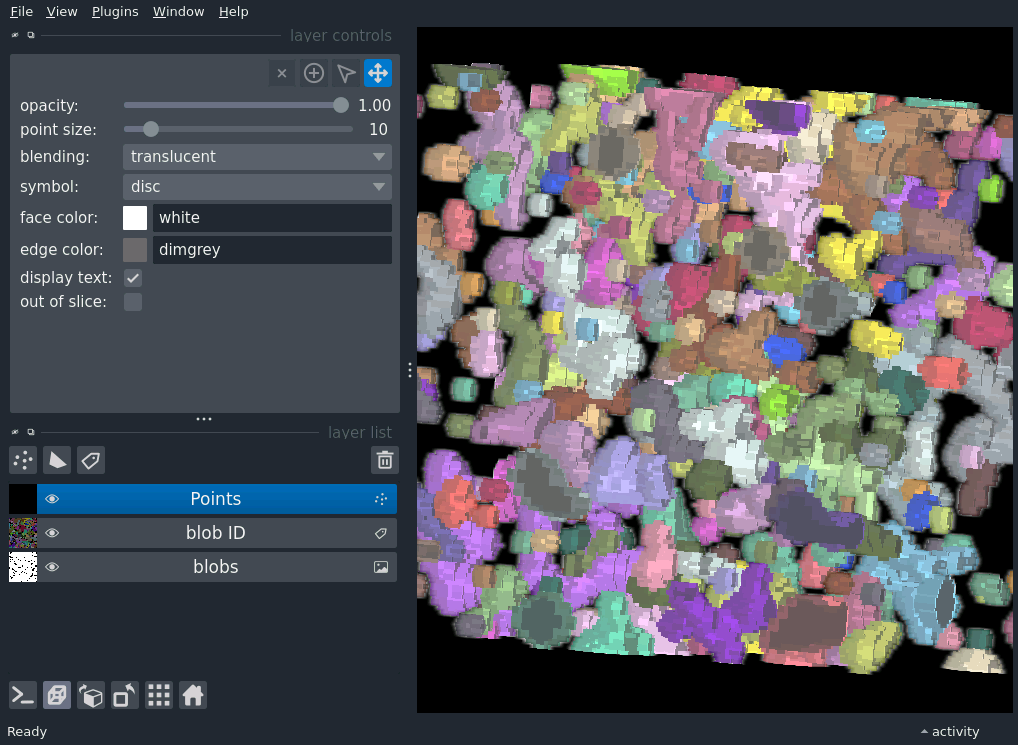 File View Plugins Window Help
layer controls
opacity: 1.00
point size: 10
blending: translucent
symbol: disc
face color: white
edge color: dimgrey
display text:
out of slice:
layer list
Points
blob ID
blobs
Ready
activity